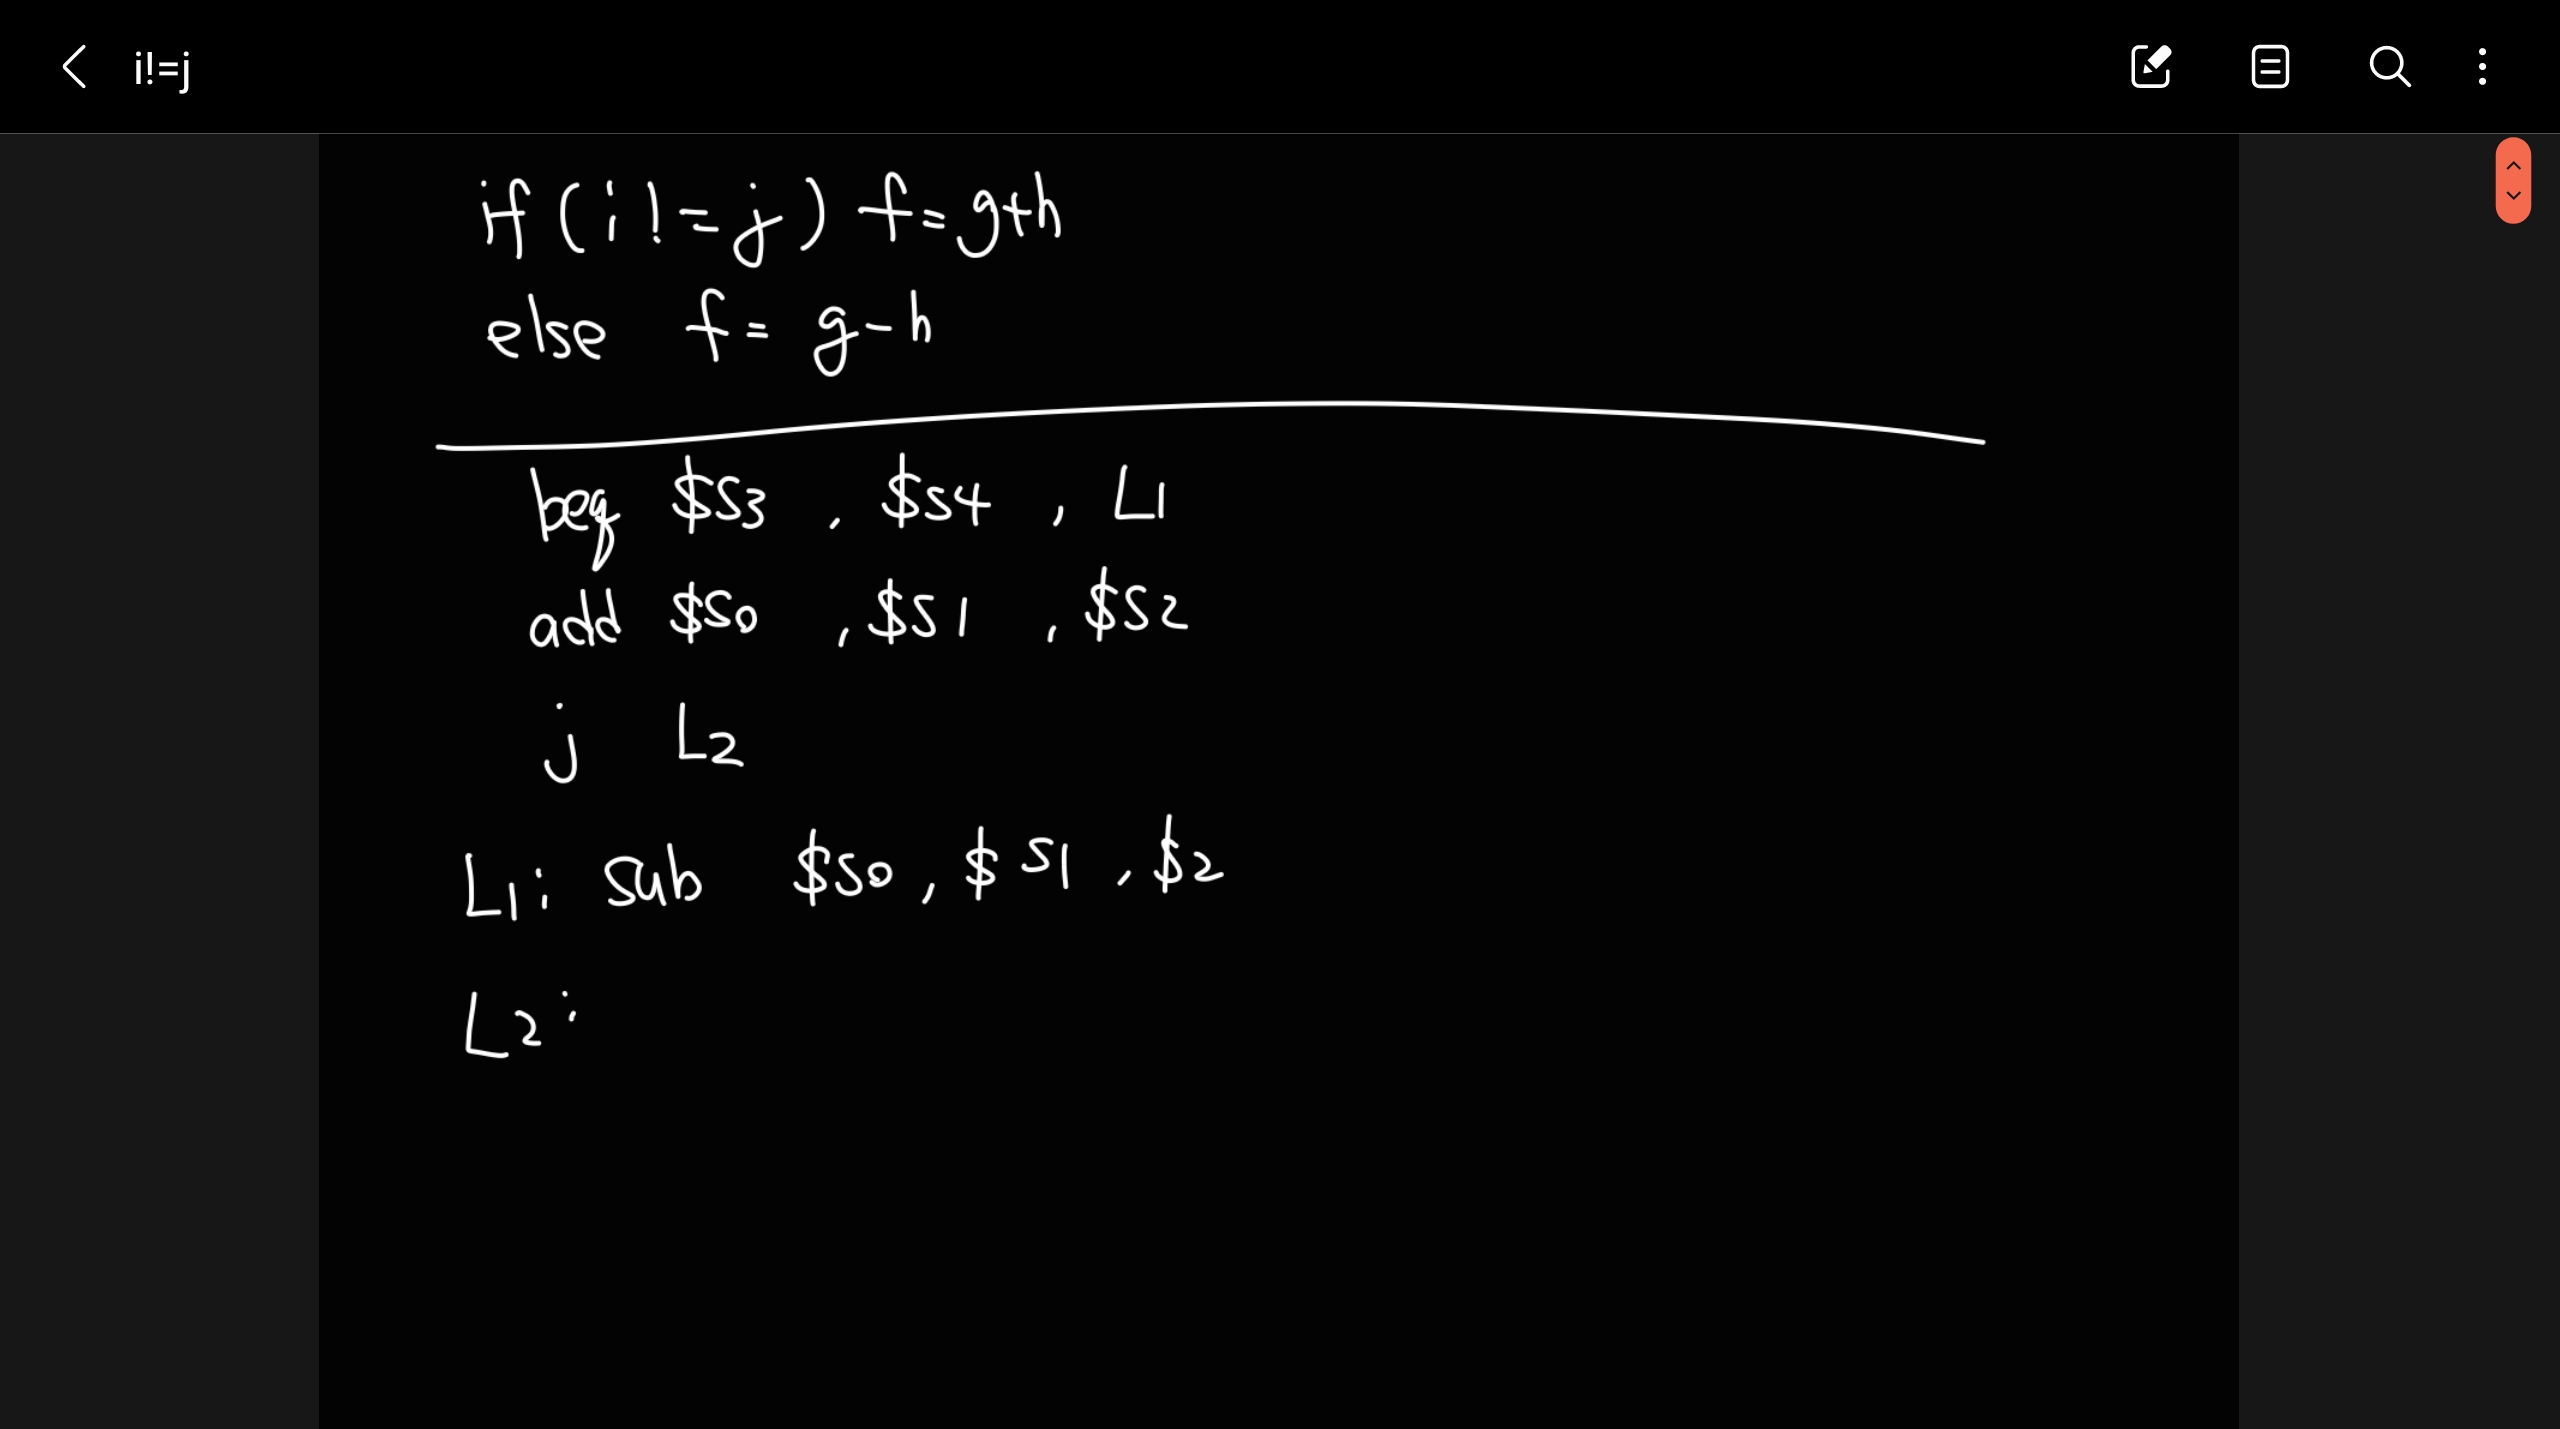 i!=j
if (i != j) f=g+h
else f= g-h
beq $S3, $S4, L1
add $S0, $S1, $S2
j L2
L1: Sub $S0, $S1, $2
L2: